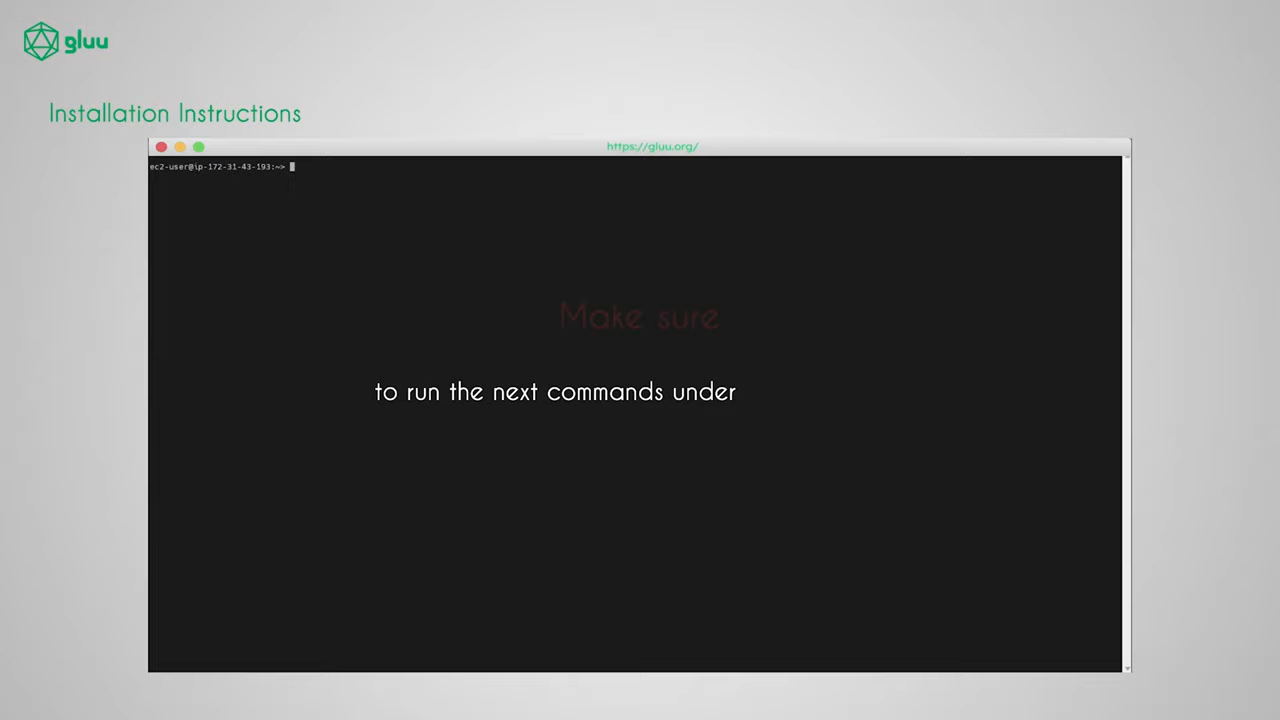 gluu
Installation Instructions
https://gluu.org/
ec2-user@ip-172-31-43-193:~>
Make sure
to run the next commands under